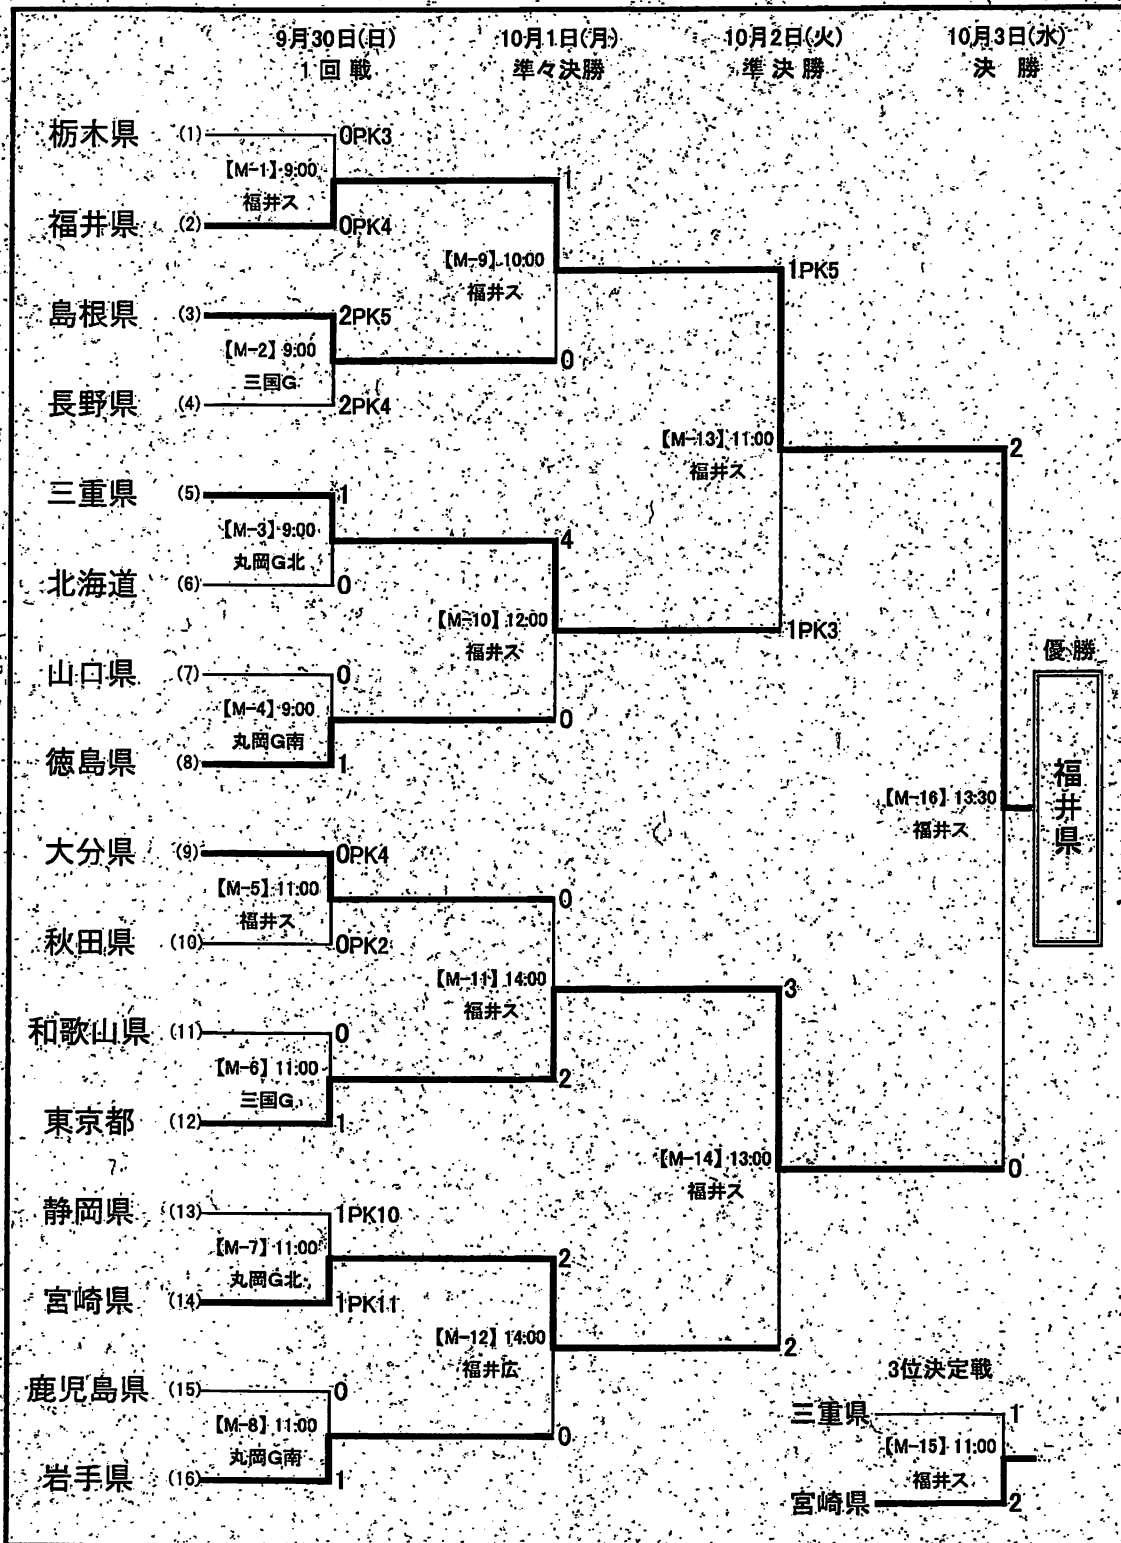 9月30日(日) 10月1日(月) 10月2日(火) 10月3日(水)
1回戦 準々決勝 準決勝 決勝
栃木県 (1) 0PK3
【M-1】9:00
福井ス
1
福井県 (2) 0PK4
【M-9】10:00
福井ス
1PK5
島根県 (3) 2PK5
【M-2】9:00
三国G
0
長野県 (4) 2PK4
【M-13】11:00
福井ス
2
三重県 (5) 1
【M-3】9:00
丸岡G北
4
北海道 (6) 0
【M-10】12:00
福井ス
1PK3
山口県 (7) 0
【M-4】9:00
丸岡G南
0
徳島県 (8) 1
優勝
福井県
【M-16】13:30
福井ス
大分県 (9) 0PK4
【M-5】11:00
福井ス
0
秋田県 (10) 0PK2
【M-11】14:00
福井ス
3
和歌山県 (11) 0
【M-6】11:00
三国G
2
東京都 (12) 1
【M-14】13:00
福井ス
0
静岡県 (13) 1PK10
【M-7】11:00
丸岡G北
2
宮崎県 (14) 1PK11
【M-12】14:00
福井広
2
鹿児島県 (15) 0
【M-8】11:00
丸岡G南
0
岩手県 (16) 1
3位決定戦
三重県 1
【M-15】11:00
福井ス
宮崎県 2